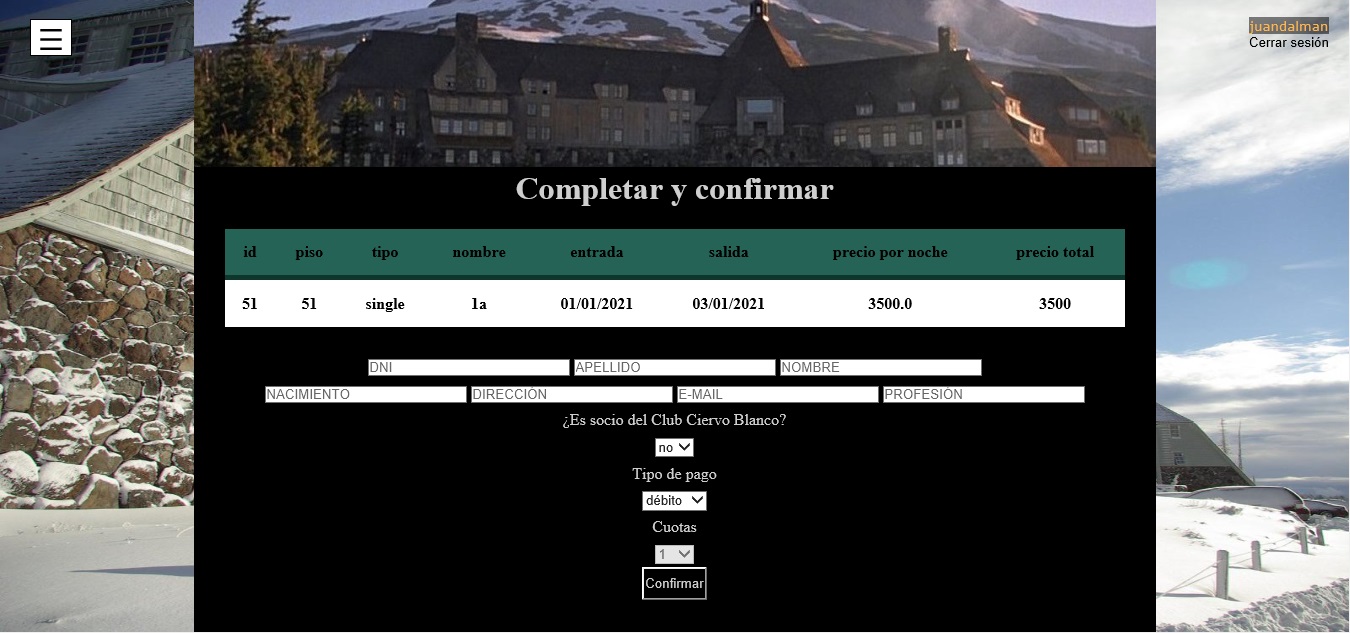 juandalman
Cerrar sesión
Completar y confirmar
id piso tipo nombre entrada salida precio por noche precio total
51 51 single 1a 01/01/2021 03/01/2021 3500.0 3500
DNI APELLIDO NOMBRE
NACIMIENTO DIRECCIÓN E-MAIL PROFESIÓN
¿Es socio del Club Ciervo Blanco?
no
Tipo de pago
débito
Cuotas
1
Confirmar